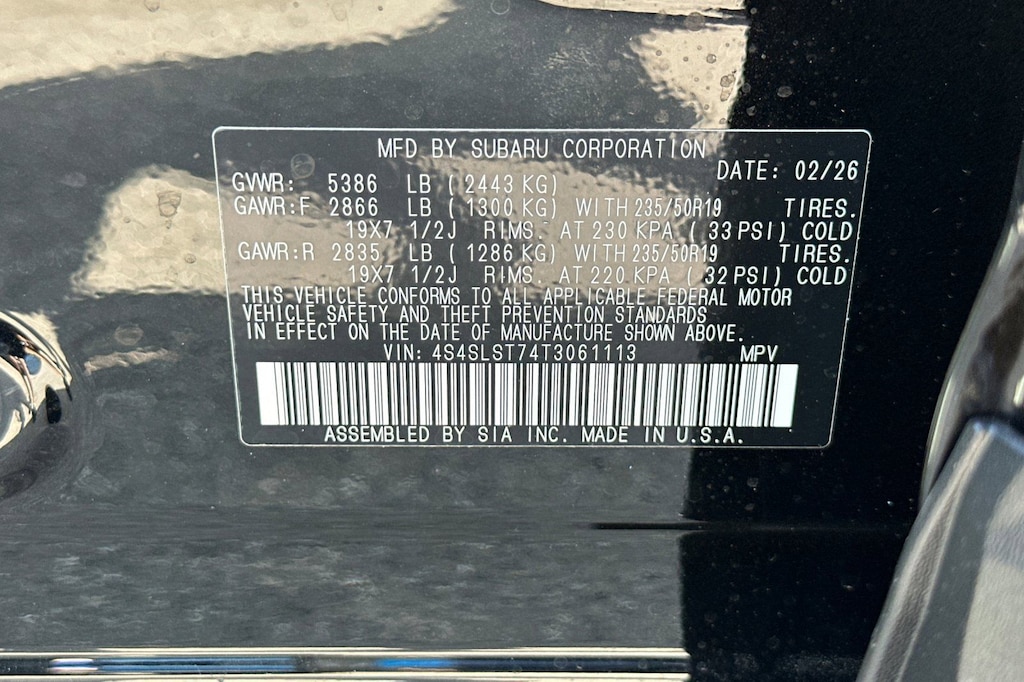 MFD BY SUBARU CORPORATION
DATE: 02/26
GVWR: 5386 LB (2443 KG)
GAWR:F 2866 LB (1300 KG) WITH 235/50R19 TIRES.
19X7 1/2J RIMS. AT 230 KPA (33 PSI) COLD
GAWR:R 2835 LB (1286 KG) WITH 235/50R19 TIRES.
19X7 1/2J RIMS. AT 220 KPA (32 PSI) COLD
THIS VEHICLE CONFORMS TO ALL APPLICABLE FEDERAL MOTOR
VEHICLE SAFETY AND THEFT PREVENTION STANDARDS
IN EFFECT ON THE DATE OF MANUFACTURE SHOWN ABOVE.
VIN: 4S4SLST74T3061113 MPV
ASSEMBLED BY SIA INC. MADE IN U.S.A.